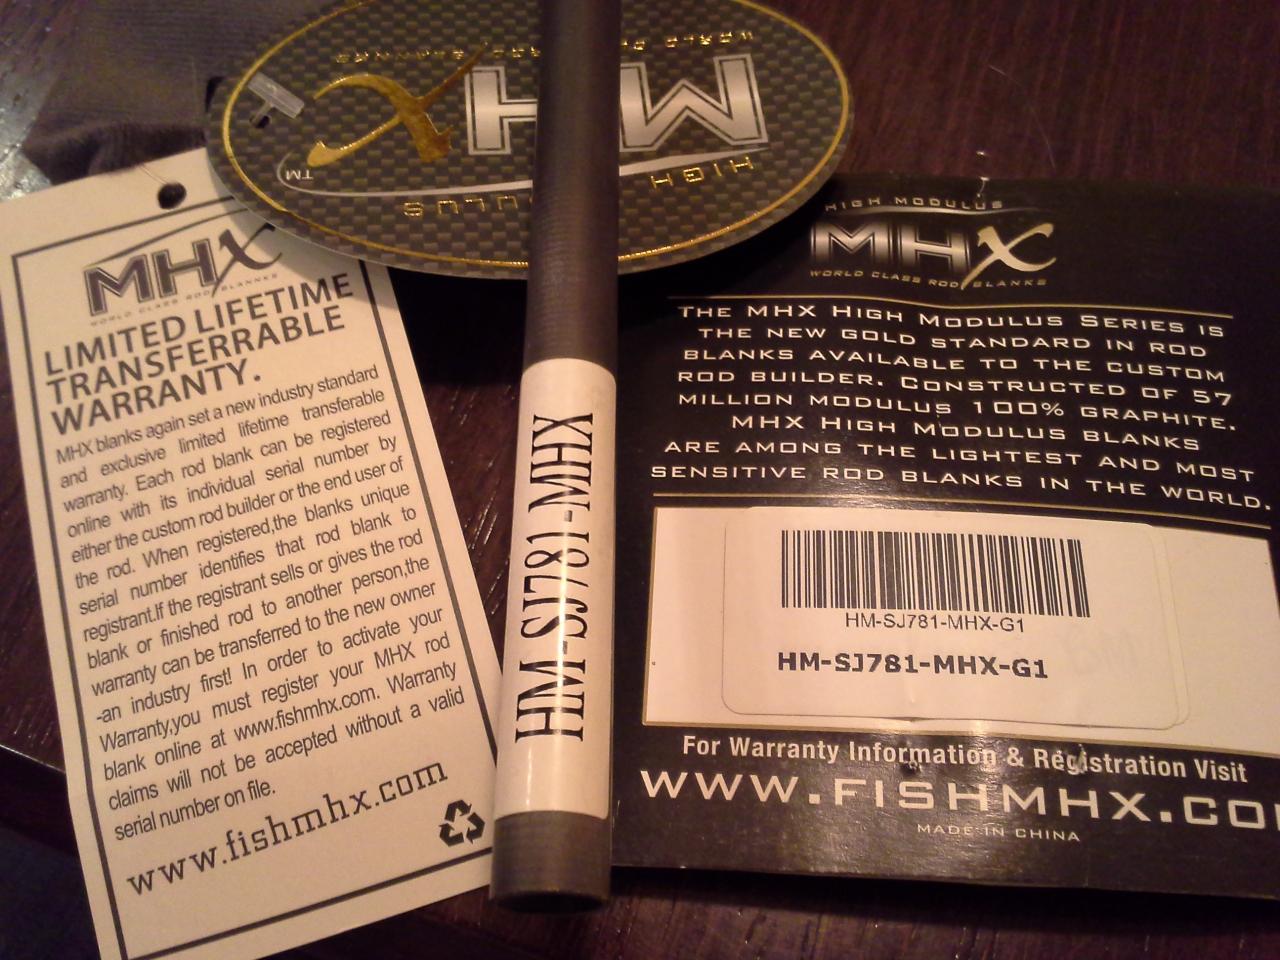 MHX
WORLD CLASS ROD BLANKS
LIMITED LIFETIME
TRANSFERRABLE
WARRANTY.
MHX blanks again set a new industry standard
and exclusive limited lifetime transferable
warranty. Each rod blank can be registered
online with its individual serial number by
either the custom rod builder or the end user of
the rod. When registered,the blanks unique
serial number identifies that rod blank to
registrant.If the registrant sells or gives the rod
blank or finished rod to another person,the
warranty can be transferred to the new owner
-an industry first! In order to activate your
Warranty,you must register your MHX rod
blank online at www.fishmhx.com. Warranty
claims will not be accepted without a valid
serial number on file.
www.fishmhx.com
HIGH
MHX
TM
WORLD
HM-SJ781-MHX
HIGH MODULUS
MHX
WORLD CLASS ROD BLANKS
THE MHX HIGH MODULUS SERIES IS
THE NEW GOLD STANDARD IN ROD
BLANKS AVAILABLE TO THE CUSTOM
ROD BUILDER. CONSTRUCTED OF 57
MILLION MODULUS 100% GRAPHITE.
MHX HIGH MODULUS BLANKS
ARE AMONG THE LIGHTEST AND MOST
SENSITIVE ROD BLANKS IN THE WORLD.
HM-SJ781-MHX-G1
HM-SJ781-MHX-G1
For Warranty Information & Registration Visit
WWW.FISHMHX.CO
MADE IN CHINA